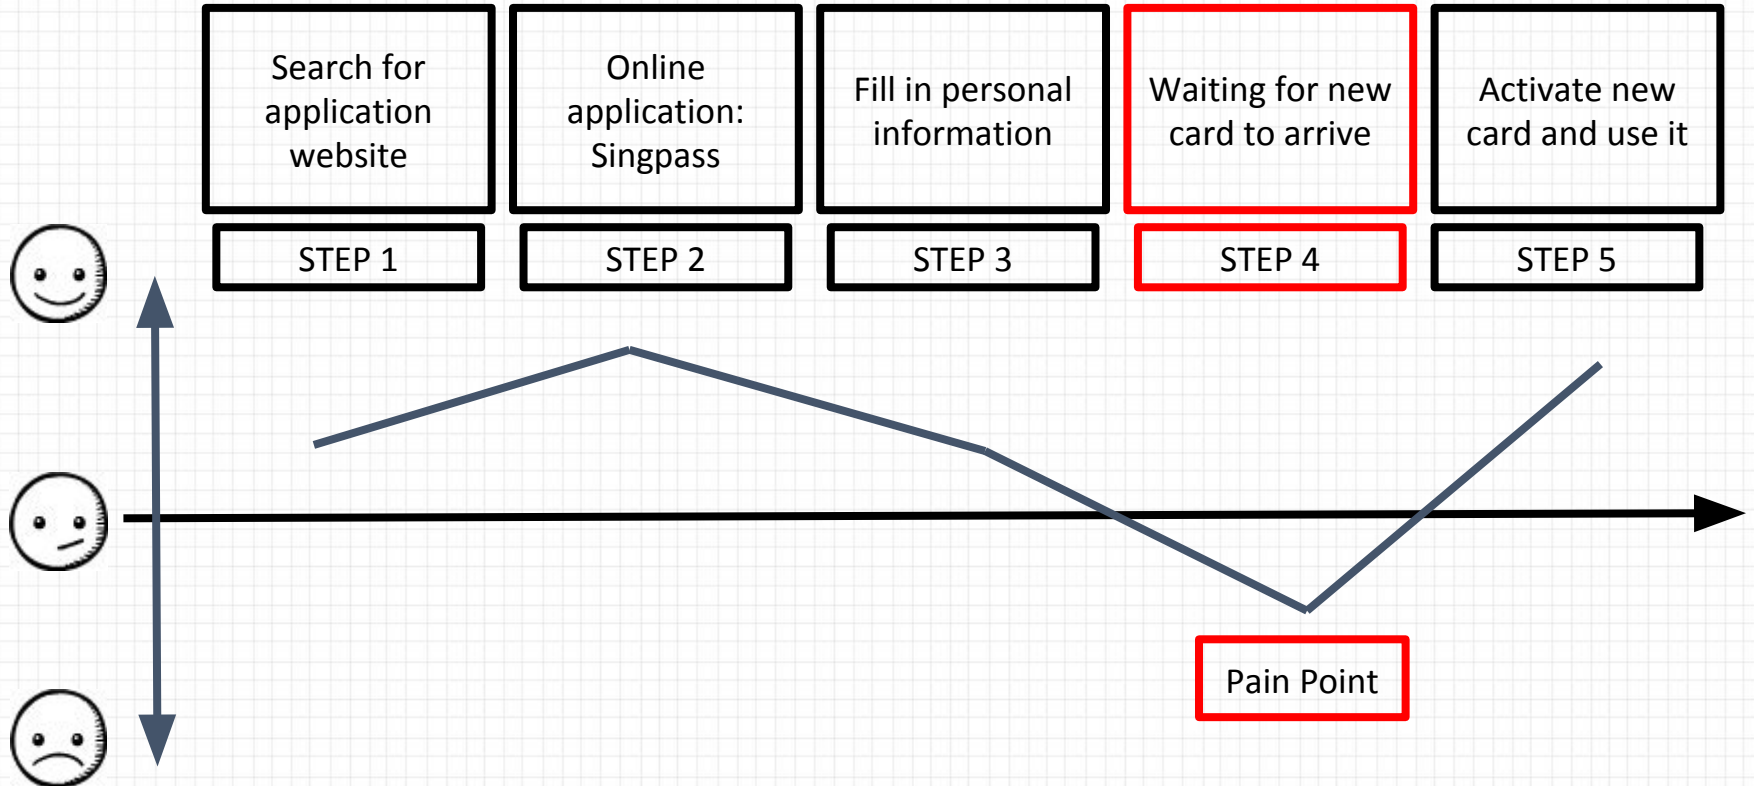 Search for
application
website
Online
application:
Singpass
Fill in personal
information
Waiting for new
card to arrive
Activate new
card and use it
STEP 1
STEP 2
STEP 3
STEP 4
STEP 5
Pain Point